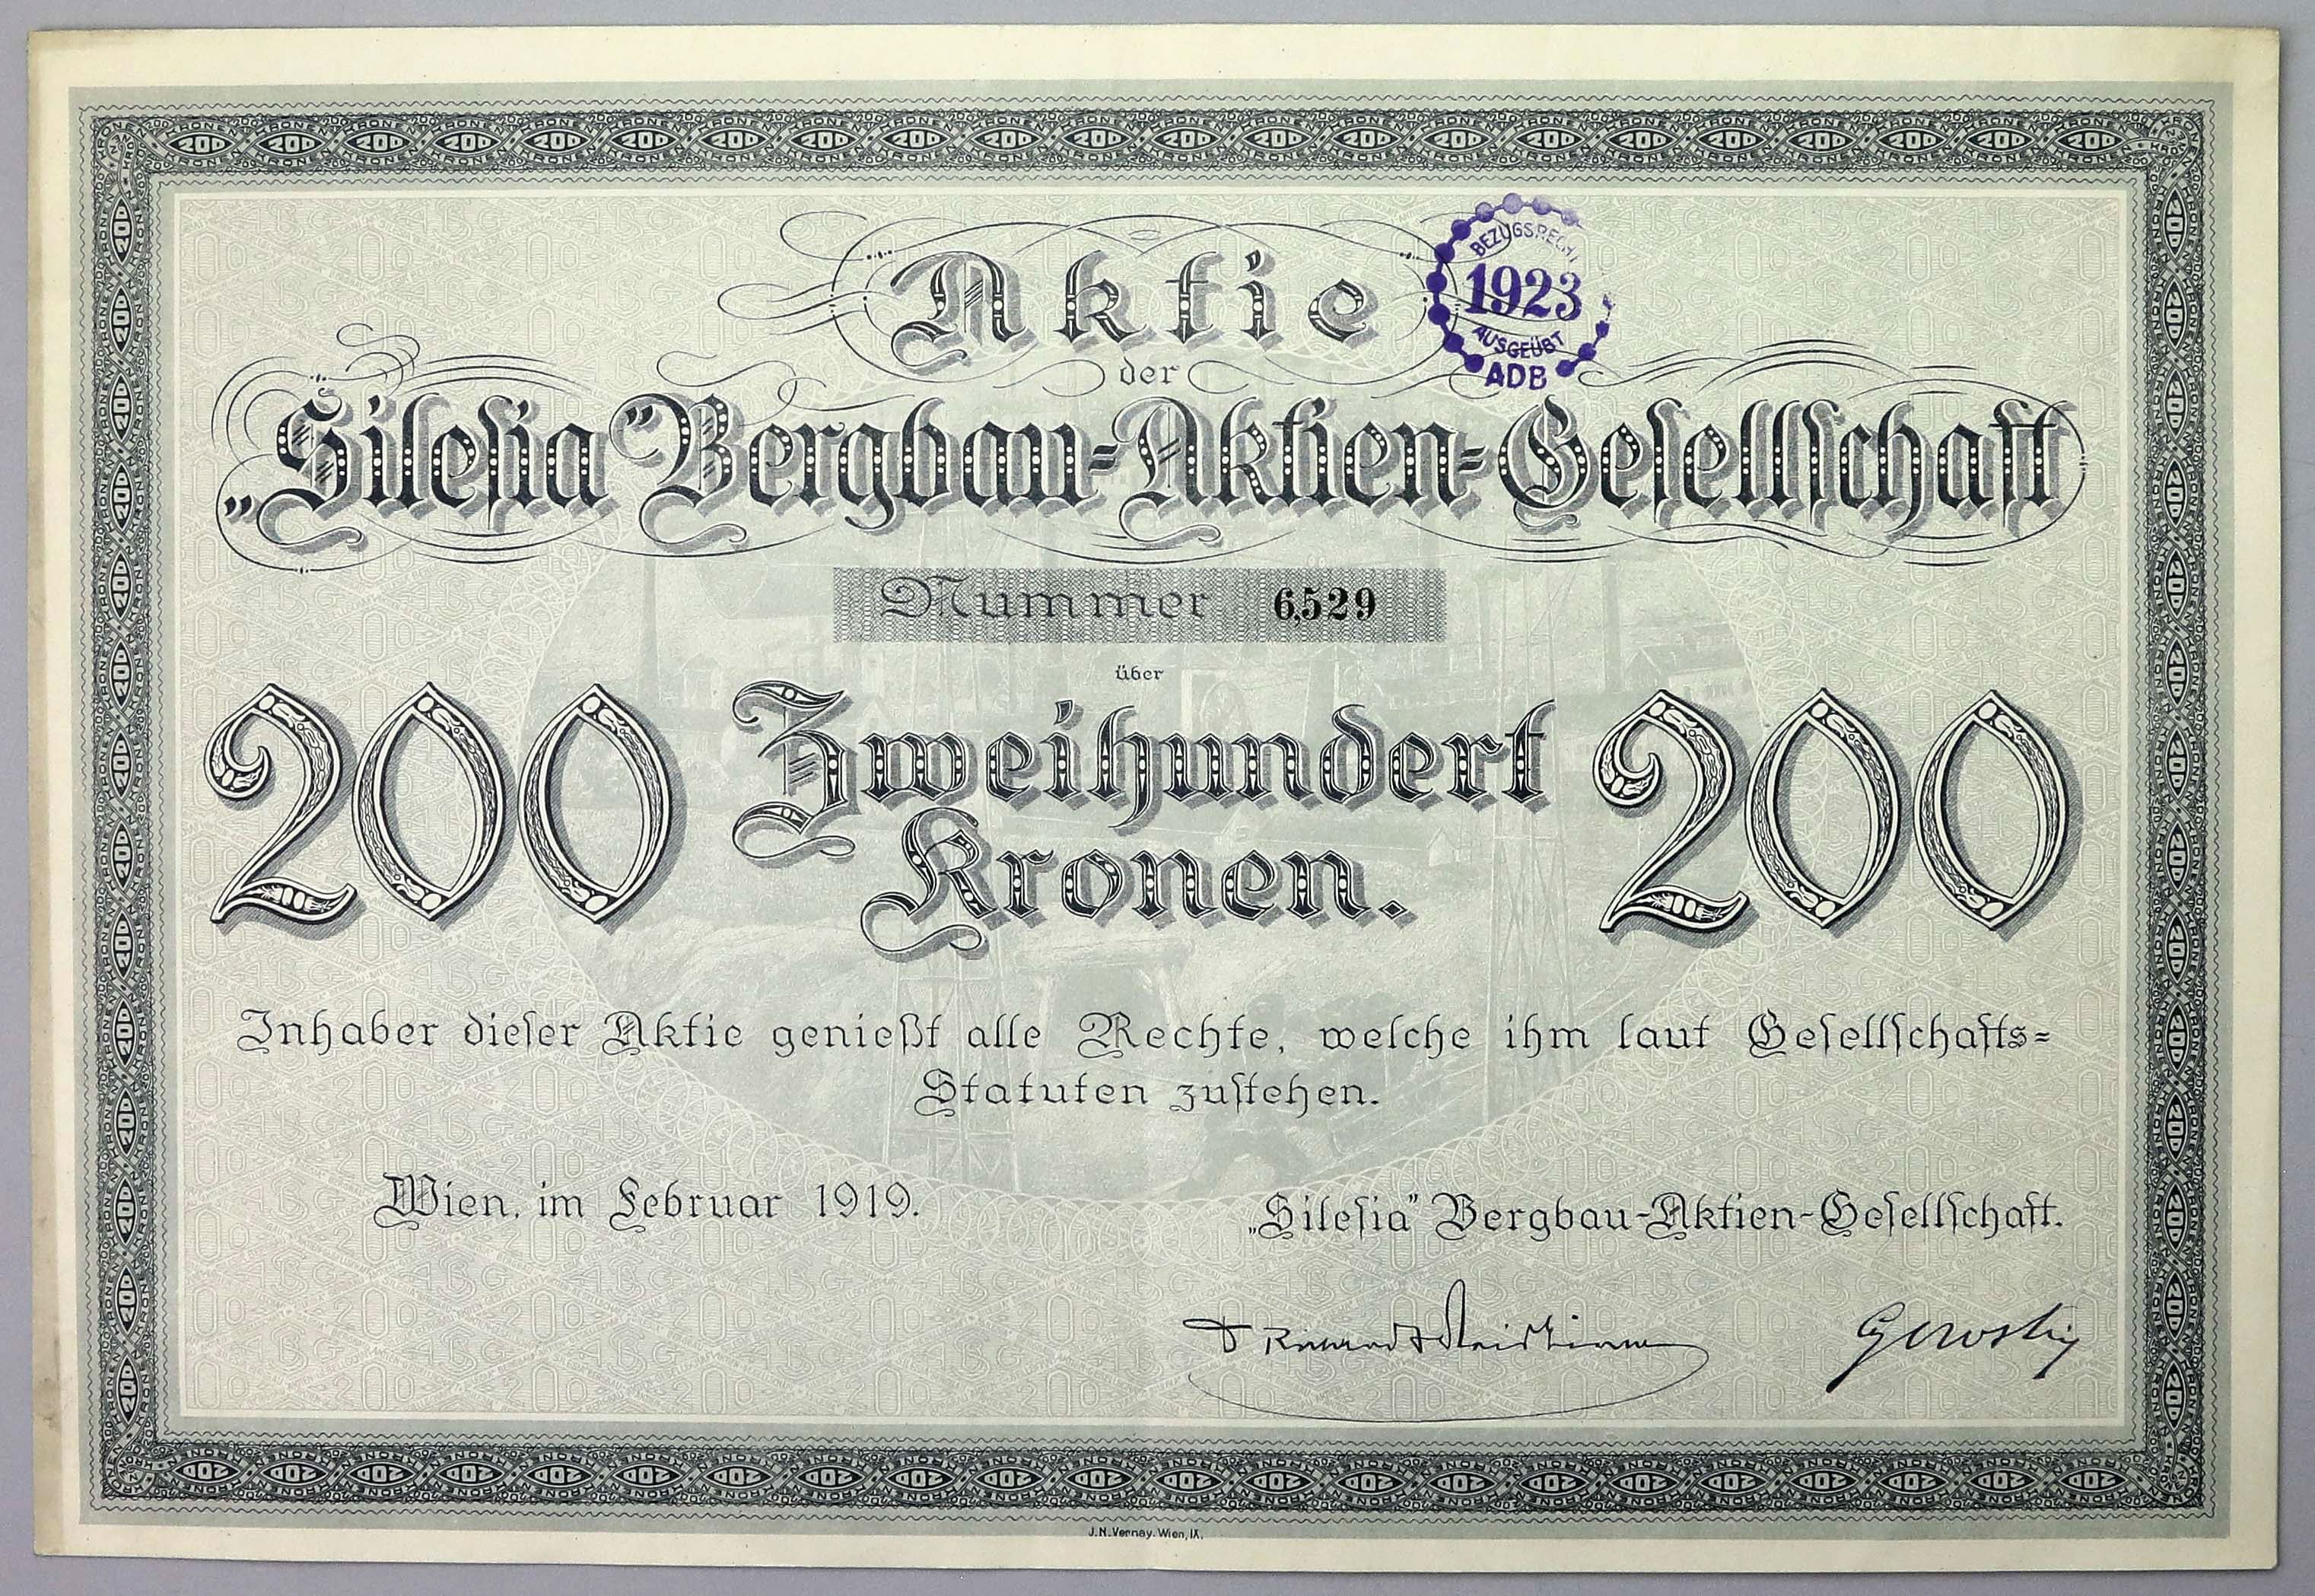 Aktie
BEZUGSRECHT
1923
AUSGEÜBT
ADB
der
„Silesia” Bergbau-Aktien-Gesellschaft
Nummer 6,529
über
200 Zweihundert 200
Kronen.
Inhaber dieser Aktie genießt alle Rechte, welche ihm laut Gesellschafts-
Statuten zustehen.
Wien, im Februar 1919.
„Silesia” Bergbau-Aktien-Gesellschaft.
J.N. Vernay. Wien, IX.